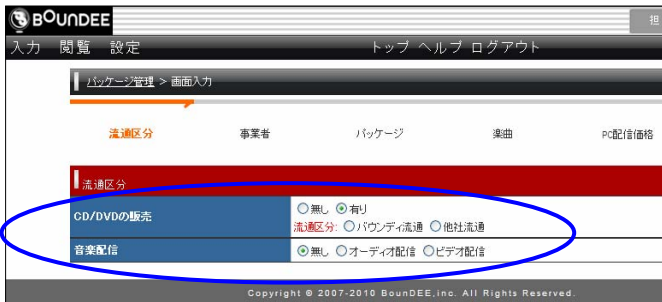 BOUNDEE
担
入力 閲覧 設定 トップ ヘルプ ログアウト
パッケージ管理 > 画面入力
流通区分 事業者 パッケージ 楽曲 PC配信価格
流通区分
CD/DVDの販売
無し 有り
流通区分: バウンディ流通 他社流通
音楽配信
無し オーディオ配信 ビデオ配信
Copyright © 2007-2010 BounDEE,inc. All Rights Reserved.